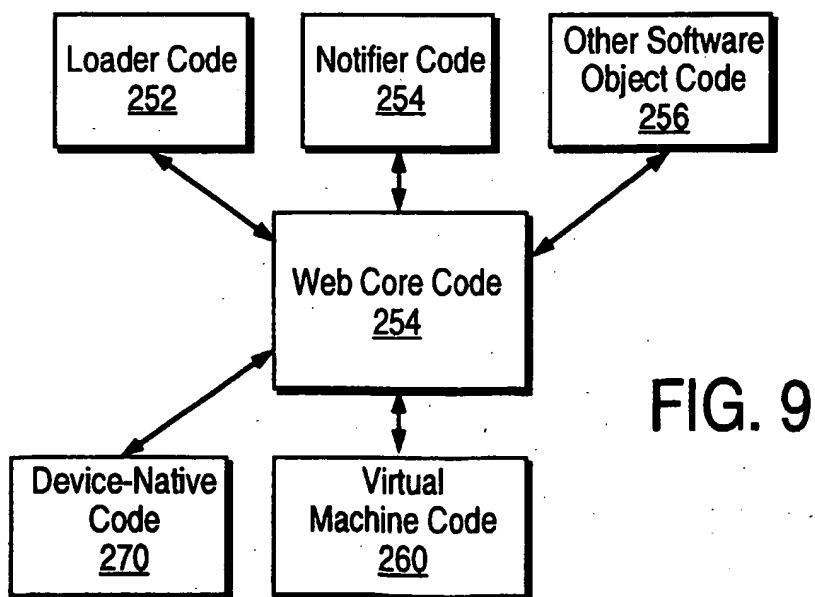 Loader Code
252
Notifier Code
254
Other Software
Object Code
256
Web Core Code
254
FIG. 9
Device-Native
Code
270
Virtual
Machine Code
260